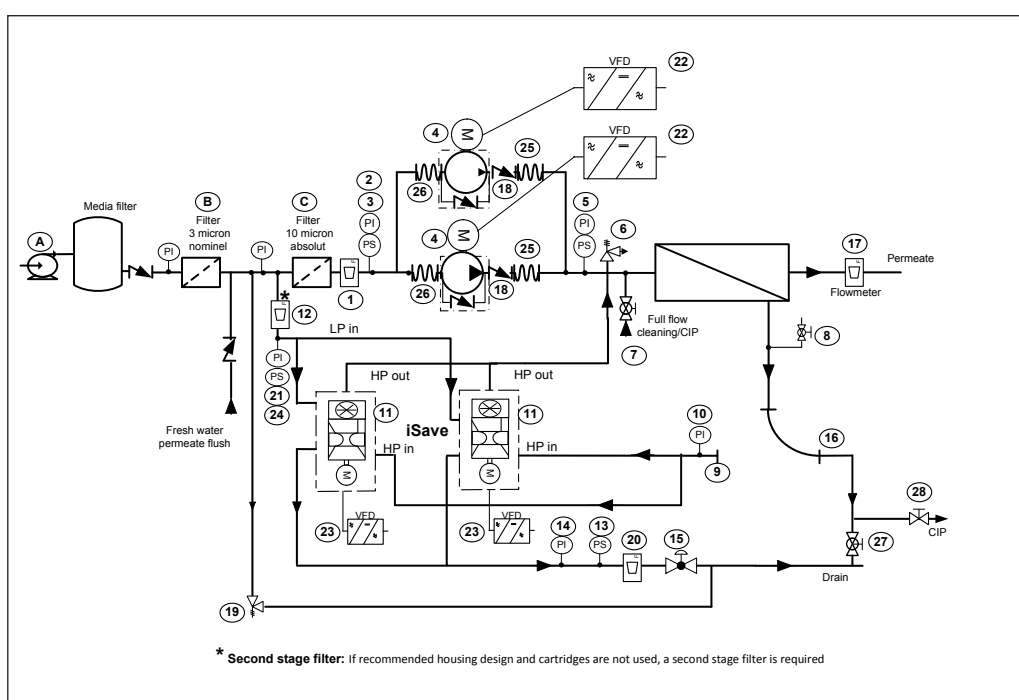 VFD
22
VFD
22
4
25
2
3
PI
PS
M
26
18
B
C
Media filter
Filter
3 micron
nominel
Filter
10 micron
absolut
A
PI
PI
F
1
4
M
25
26
18
5
PI
PS
6
17
F
Permeate
Flowmeter
*
F
12
LP in
Full flow
cleaning/CIP
7
8
PI
PS
21
24
HP out
HP out
11
iSave
11
10
PI
16
Fresh water
permeate flush
HP in
HP in
M
M
9
23
VFD
23
VFD
14
PI
13
PS
20
F
15
28
CIP
27
Drain
19
* Second stage filter: If recommended housing design and cartridges are not used, a second stage filter is required